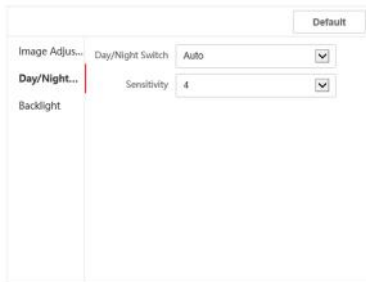 Default
Image Adjus...
Day/Night Switch Auto
Day/Night...
Sensitivity 4
Backlight